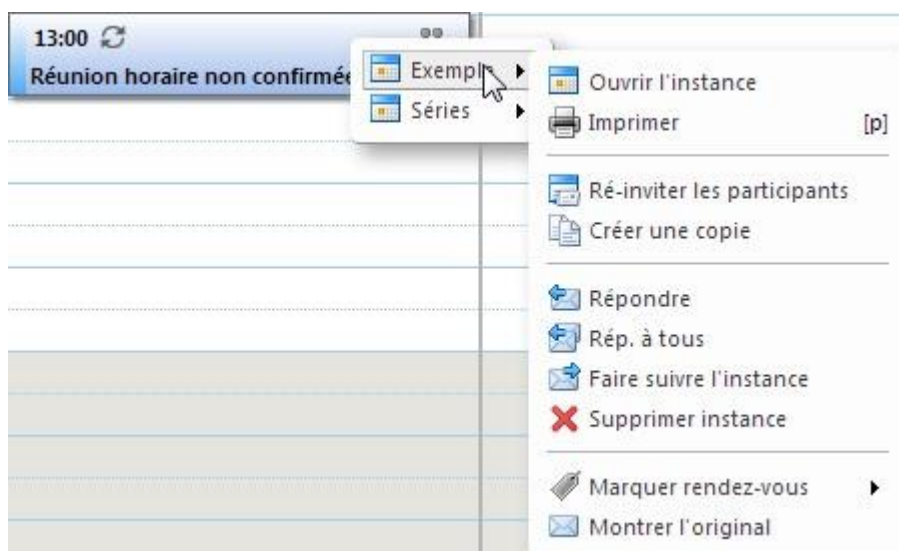 13:00
Réunion horaire non confirmée
Exemple
Séries
Ouvrir l'instance
Imprimer [p]
Ré-inviter les participants
Créer une copie
Répondre
Rép. à tous
Faire suivre l'instance
Supprimer instance
Marquer rendez-vous
Montrer l'original